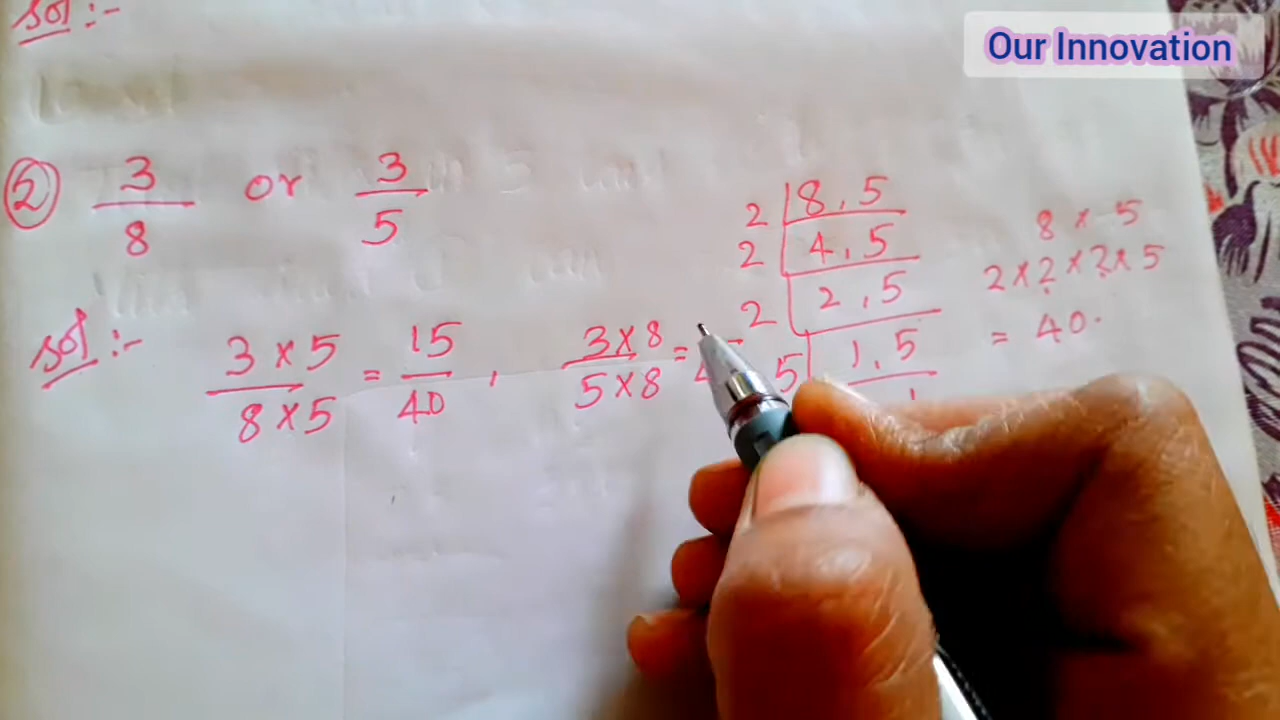 Sol :-
Our Innovation
② 3/8 or 3/5
2 | 8, 5
2 | 4, 5
2 | 2, 5
5 | 1, 5
1
8 × 5
2 × 2 × 2 × 5
= 40.
Sol :- 3 × 5 / 8 × 5 = 15/40 , 3 × 8 / 5 × 8 =